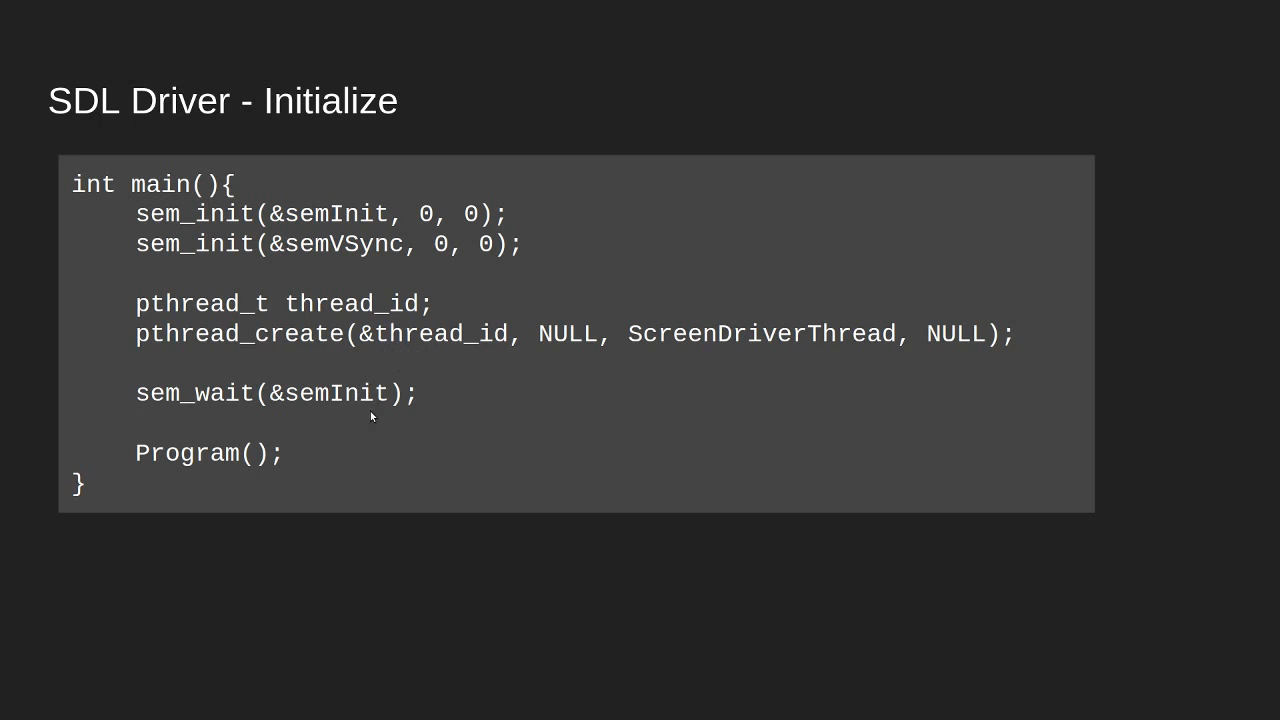 SDL Driver - Initialize
int main(){
sem_init(&semInit, 0, 0);
sem_init(&semVSync, 0, 0);
pthread_t thread_id;
pthread_create(&thread_id, NULL, ScreenDriverThread, NULL);
sem_wait(&semInit);
Program();
}